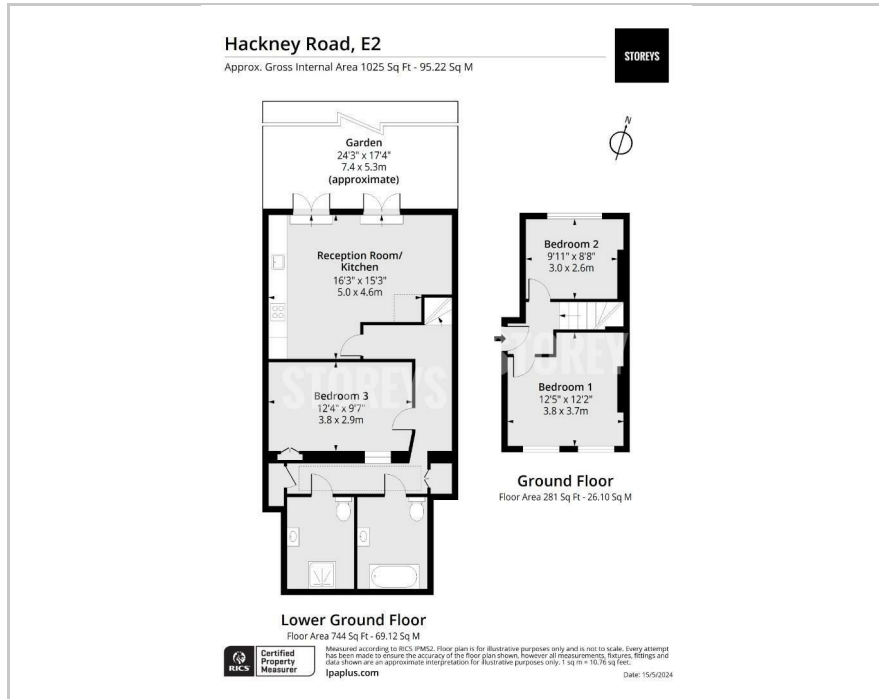 Hackney Road, E2
Approx. Gross Internal Area 1025 Sq Ft - 95.22 Sq M
STOREYS
N
Garden
24'3" x 17'4"
7.4 x 5.3m
(approximate)
Reception Room/
Kitchen
16'3" x 15'3"
5.0 x 4.6m
Bedroom 2
9'11" x 8'8"
3.0 x 2.6m
STOREY
Bedroom 1
12'5" x 12'2"
3.8 x 3.7m
STOREYS
Bedroom 3
12'4" x 9'7"
3.8 x 2.9m
Ground Floor
Floor Area 281 Sq Ft - 26.10 Sq M
Lower Ground Floor
Floor Area 744 Sq Ft - 69.12 Sq M
RICS
Certified
Property
Measurer
Measured according to RICS IPMS2. Floor plan is for illustrative purposes only and is not to scale. Every attempt
has been made to ensure the accuracy of the floor plan shown, however all measurements, fixtures, fittings and
data shown are an approximate interpretation for illustrative purposes only. 1 sq m = 10.76 sq feet.
lpaplus.com
Date: 15/5/2024